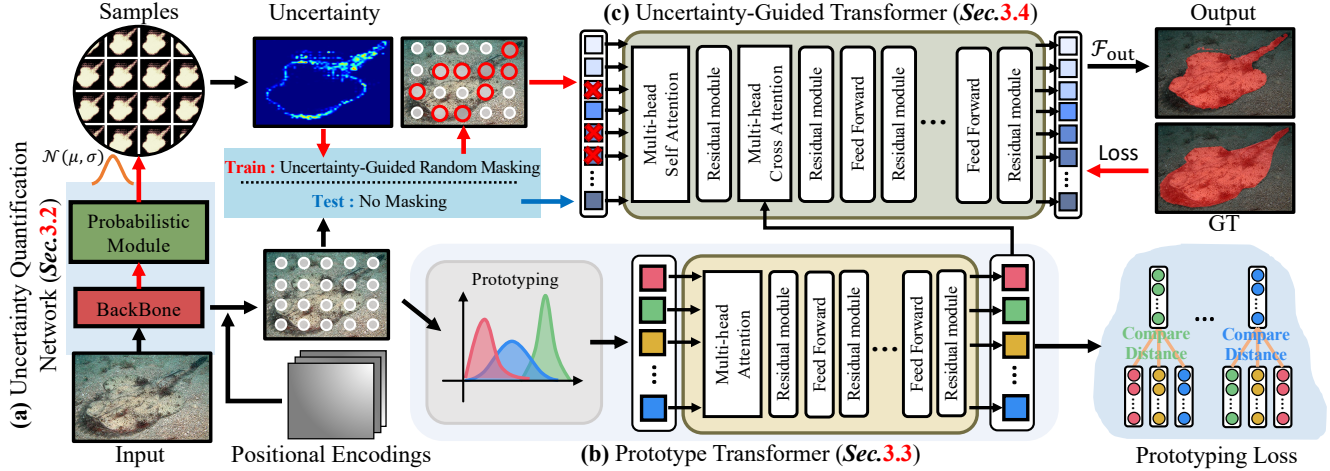 Samples
Uncertainty
(c) Uncertainty-Guided Transformer (Sec.3.4)
Output
𝒩(μ, σ)
Train : Uncertainty-Guided Random Masking
Test : No Masking
Multi-head
Self Attention
Residual module
Multi-head
Cross Attention
Residual module
Feed Forward
Residual module
...
Feed Forward
Residual module
ℱout
Loss
GT
(a) Uncertainty Quantification
Network (Sec.3.2)
Probabilistic
Module
BackBone
Input
Positional Encodings
Prototyping
Multi-head
Attention
Residual module
Feed Forward
Residual module
...
Feed Forward
Residual module
(b) Prototype Transformer (Sec.3.3)
Compare
Distance
...
Compare
Distance
Prototyping Loss